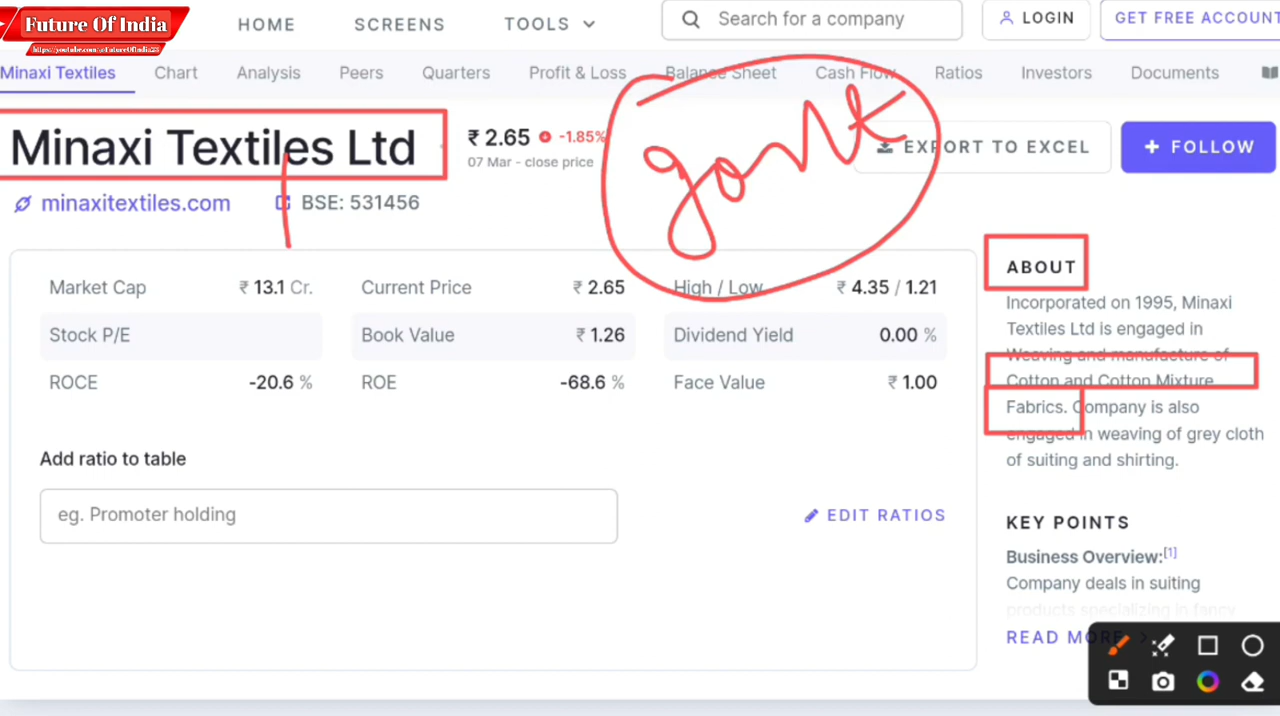 Future Of India
HOME SCREENS TOOLS Search for a company LOGIN GET FREE ACCOUNT
Minaxi Textiles Chart Analysis Peers Quarters Profit & Loss Balance Sheet Cash Flow Ratios Investors Documents
Minaxi Textiles Ltd
₹ 2.65 -1.85%
07 Mar - close price
EXPORT TO EXCEL
+ FOLLOW
minaxitextiles.com BSE: 531456
Market Cap ₹ 13.1 Cr.
Current Price ₹ 2.65
High / Low ₹ 4.35 / 1.21
Stock P/E
Book Value ₹ 1.26
Dividend Yield 0.00 %
ROCE -20.6 %
ROE -68.6 %
Face Value ₹ 1.00
Add ratio to table
eg. Promoter holding
EDIT RATIOS
ABOUT
Incorporated on 1995, Minaxi
Textiles Ltd is engaged in
Weaving and manufacture of
Cotton and Cotton Mixture
Fabrics. Company is also
engaged in weaving of grey cloth
of suiting and shirting.
KEY POINTS
Business Overview:[1]
Company deals in suiting
products specializing in fancy
READ MORE